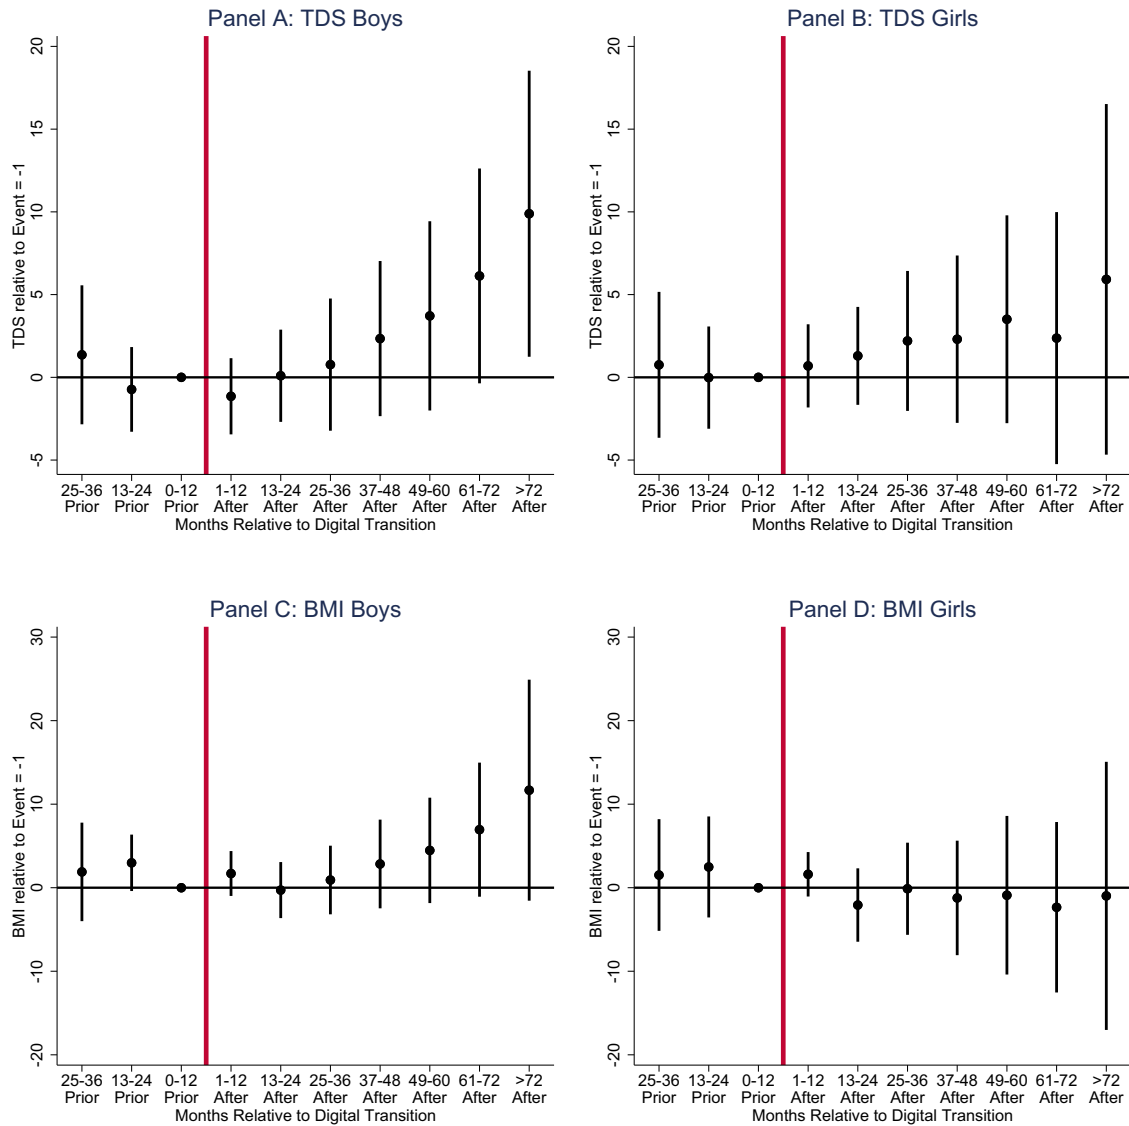 Panel A: TDS Boys
TDS relative to Event = -1
20
15
10
5
0
-5
25-36 13-24 0-12 1-12 13-24 25-36 37-48 49-60 61-72 >72
Prior Prior Prior After After After After After After After
Months Relative to Digital Transition
Panel B: TDS Girls
TDS relative to Event = -1
20
15
10
5
0
-5
25-36 13-24 0-12 1-12 13-24 25-36 37-48 49-60 61-72 >72
Prior Prior Prior After After After After After After After
Months Relative to Digital Transition
Panel C: BMI Boys
BMI relative to Event = -1
30
20
10
0
-10
-20
25-36 13-24 0-12 1-12 13-24 25-36 37-48 49-60 61-72 >72
Prior Prior Prior After After After After After After After
Months Relative to Digital Transition
Panel D: BMI Girls
BMI relative to Event = -1
30
20
10
0
-10
-20
25-36 13-24 0-12 1-12 13-24 25-36 37-48 49-60 61-72 >72
Prior Prior Prior After After After After After After After
Months Relative to Digital Transition